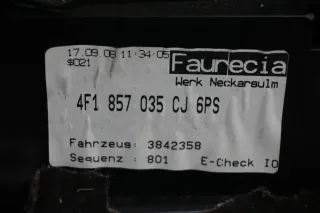 17.09.08 11:34:05 Faurecia
$021
Werk Neckarsulm
4F1 857 035 CJ 6PS
Fahrzeug: 3842358
Sequenz : 801 E-Check IO